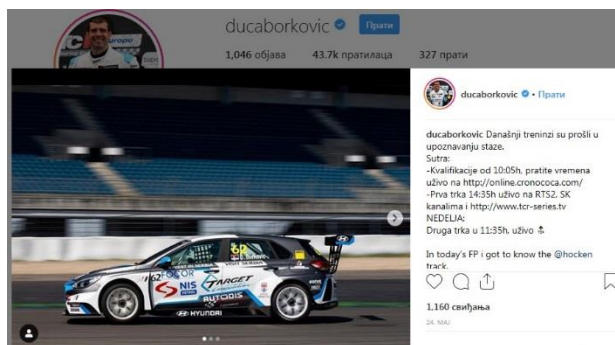 ducaborkovic
Прати
1,046 објава 43.7k пратилаца 327 прати
ducaborkovic • Прати
ducaborkovic Današnji treninzi su prošli u
upoznavanju staze.
Sutra:
-Kvalifikacije od 10:05h, pratite vremena
uživo na http://online.cronococa.com/
-Prva trka 14:35h uživo na RTS2, SK
kanalima i http://www.tcr-series.tv
NEDELJA:
Druga trka u 11:35h, uživo
In today's FP i got to know the @hocken
track.
1,160 свиђања
24. МАЈ
62
62
NIS
TARGET
AUTODIS
HYUNDAI